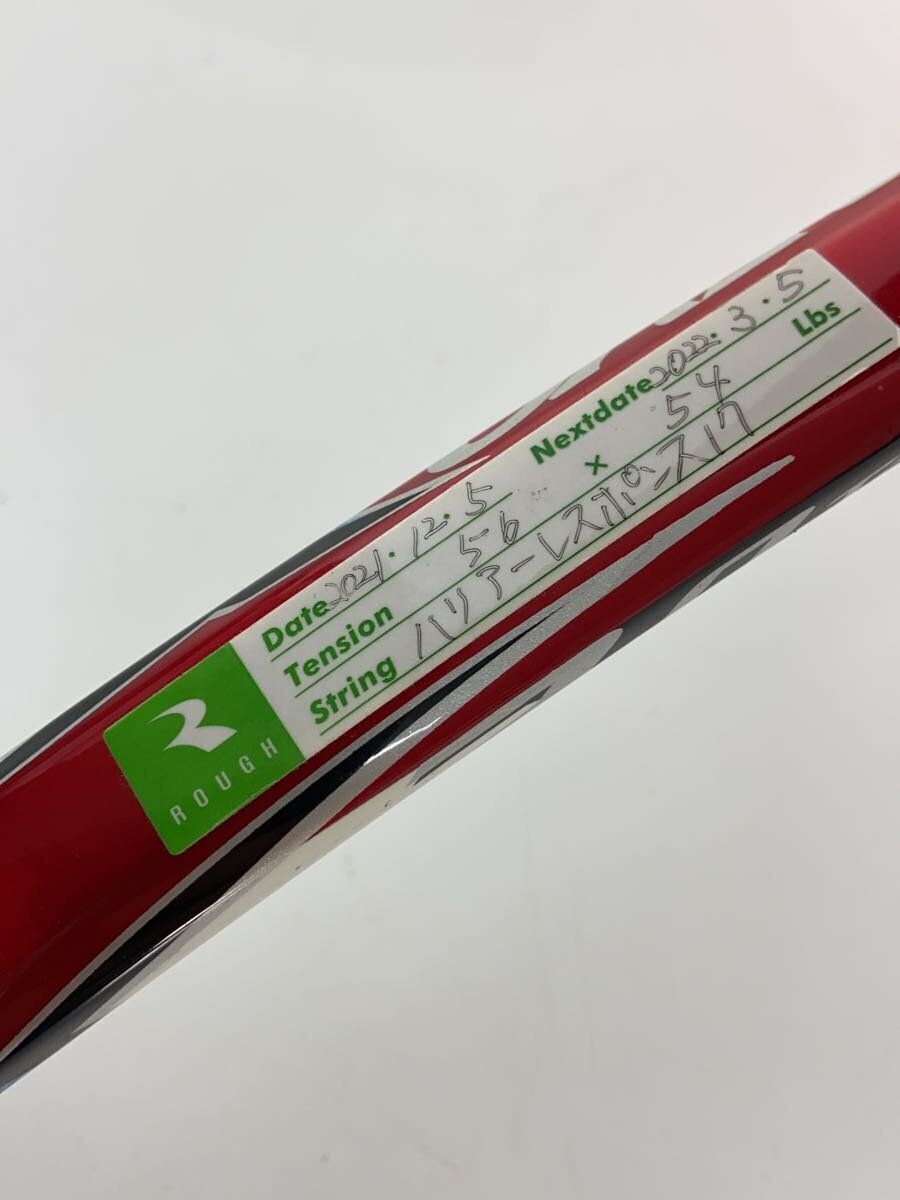 Date 2021.12.5 Nextdate 2022.3.5
Tension 56 × 54 Lbs
String ハリアーレスポンス17
ROUGH